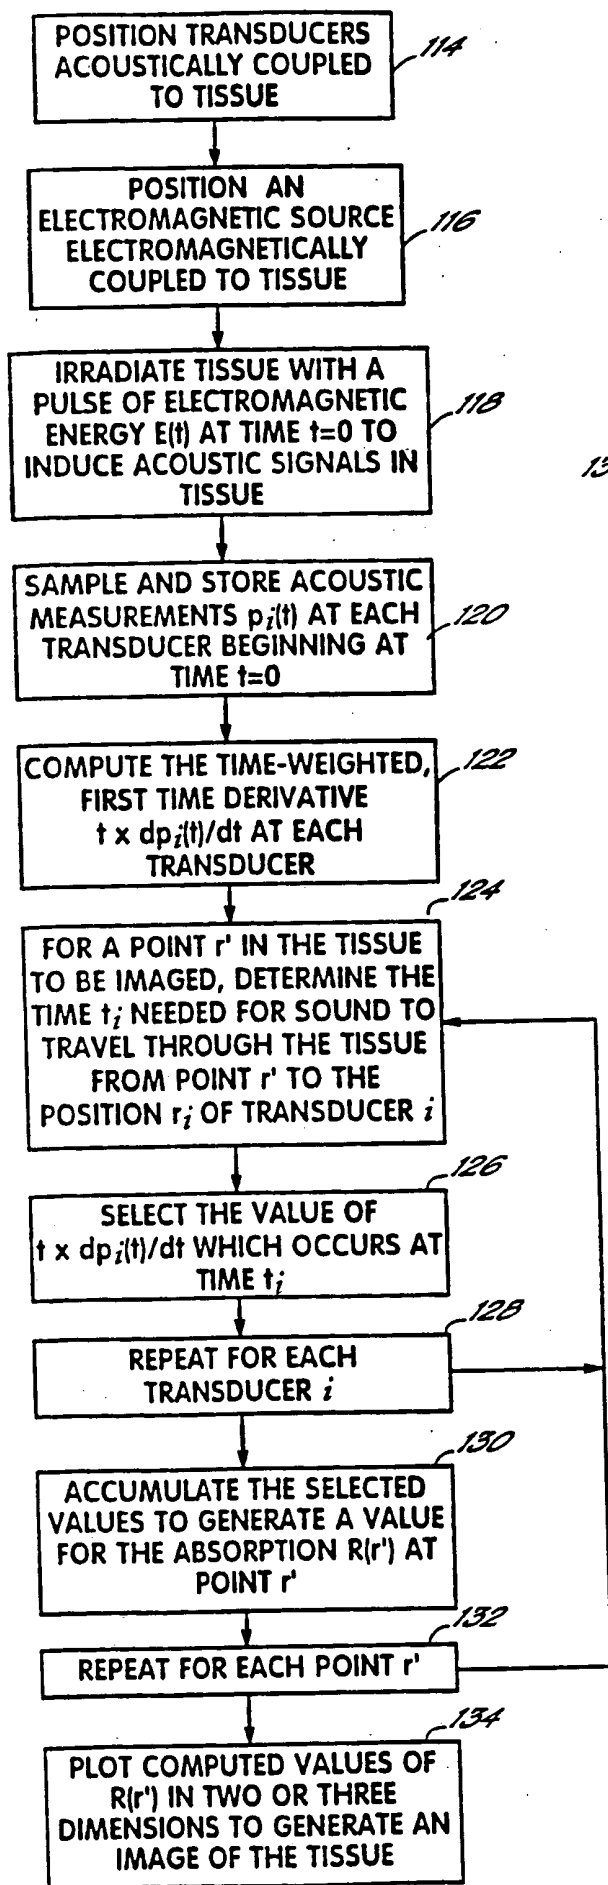 POSITION TRANSDUCERS
ACOUSTICALLY COUPLED
TO TISSUE
114
POSITION AN
ELECTROMAGNETIC SOURCE
ELECTROMAGNETICALLY
COUPLED TO TISSUE
116
IRRADIATE TISSUE WITH A
PULSE OF ELECTROMAGNETIC
ENERGY E(t) AT TIME t=0 TO
INDUCE ACOUSTIC SIGNALS IN
TISSUE
118
13
SAMPLE AND STORE ACOUSTIC
MEASUREMENTS pi(t) AT EACH
TRANSDUCER BEGINNING AT
TIME t=0
120
COMPUTE THE TIME-WEIGHTED,
FIRST TIME DERIVATIVE
t x dpi(t)/dt AT EACH
TRANSDUCER
122
124
FOR A POINT r' IN THE TISSUE
TO BE IMAGED, DETERMINE THE
TIME ti NEEDED FOR SOUND TO
TRAVEL THROUGH THE TISSUE
FROM POINT r' TO THE
POSITION ri OF TRANSDUCER i
126
SELECT THE VALUE OF
t x dpi(t)/dt WHICH OCCURS AT
TIME ti
128
REPEAT FOR EACH
TRANSDUCER i
130
ACCUMULATE THE SELECTED
VALUES TO GENERATE A VALUE
FOR THE ABSORPTION R(r') AT
POINT r'
132
REPEAT FOR EACH POINT r'
134
PLOT COMPUTED VALUES OF
R(r') IN TWO OR THREE
DIMENSIONS TO GENERATE AN
IMAGE OF THE TISSUE